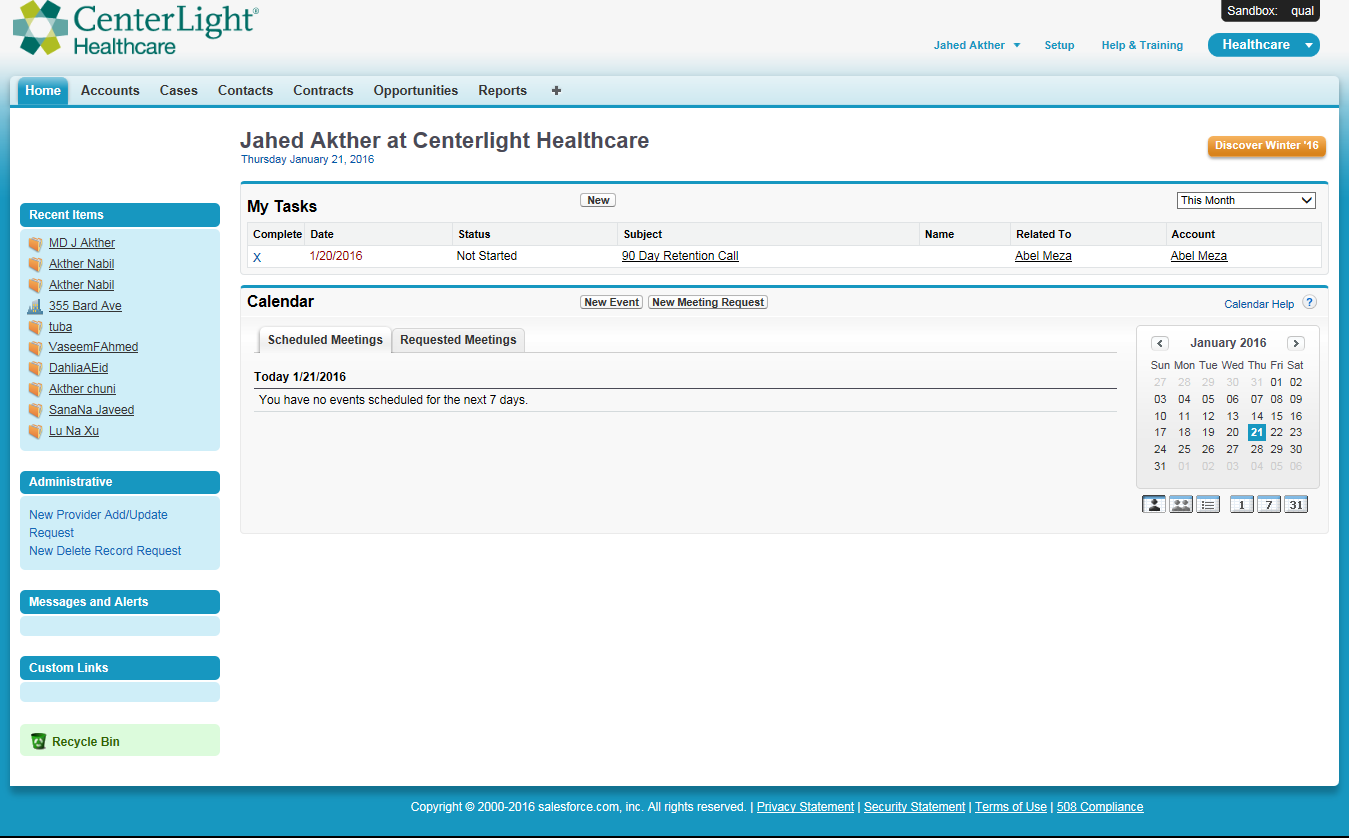 CenterLight®
Healthcare
Sandbox: qual
Jahed Akther Setup Help & Training Healthcare
Home Accounts Cases Contacts Contracts Opportunities Reports +
Jahed Akther at Centerlight Healthcare
Thursday January 21, 2016
Discover Winter '16
Recent Items
MD J Akther
Akther Nabil
Akther Nabil
355 Bard Ave
tuba
VaseemFAhmed
DahliaAEid
Akther chuni
SanaNa Javeed
Lu Na Xu
Administrative
New Provider Add/Update
Request
New Delete Record Request
Messages and Alerts
Custom Links
Recycle Bin
My Tasks New This Month
Complete Date Status Subject Name Related To Account
X 1/20/2016 Not Started 90 Day Retention Call Abel Meza Abel Meza
Calendar New Event New Meeting Request Calendar Help ?
Scheduled Meetings Requested Meetings
Today 1/21/2016
You have no events scheduled for the next 7 days.
< January 2016 >
Sun Mon Tue Wed Thu Fri Sat
27 28 29 30 31 01 02
03 04 05 06 07 08 09
10 11 12 13 14 15 16
17 18 19 20 21 22 23
24 25 26 27 28 29 30
31 01 02 03 04 05 06
1 7 31
Copyright © 2000-2016 salesforce.com, inc. All rights reserved. | Privacy Statement | Security Statement | Terms of Use | 508 Compliance